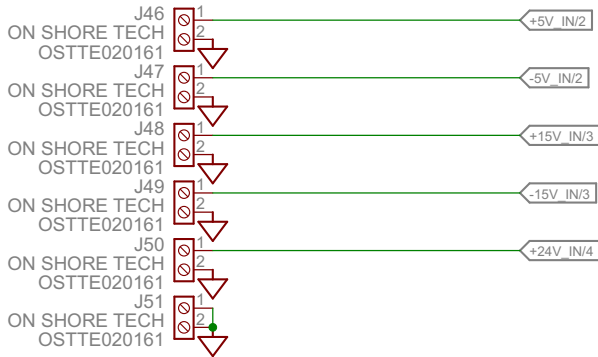 J46 1 +5V_IN/2
ON SHORE TECH 2
OSTTE020161
J47 1 -5V_IN/2
ON SHORE TECH 2
OSTTE020161
J48 1 +15V_IN/3
ON SHORE TECH 2
OSTTE020161
J49 1 -15V_IN/3
ON SHORE TECH 2
OSTTE020161
J50 1 +24V_IN/4
ON SHORE TECH 2
OSTTE020161
J51 1
ON SHORE TECH 2
OSTTE020161